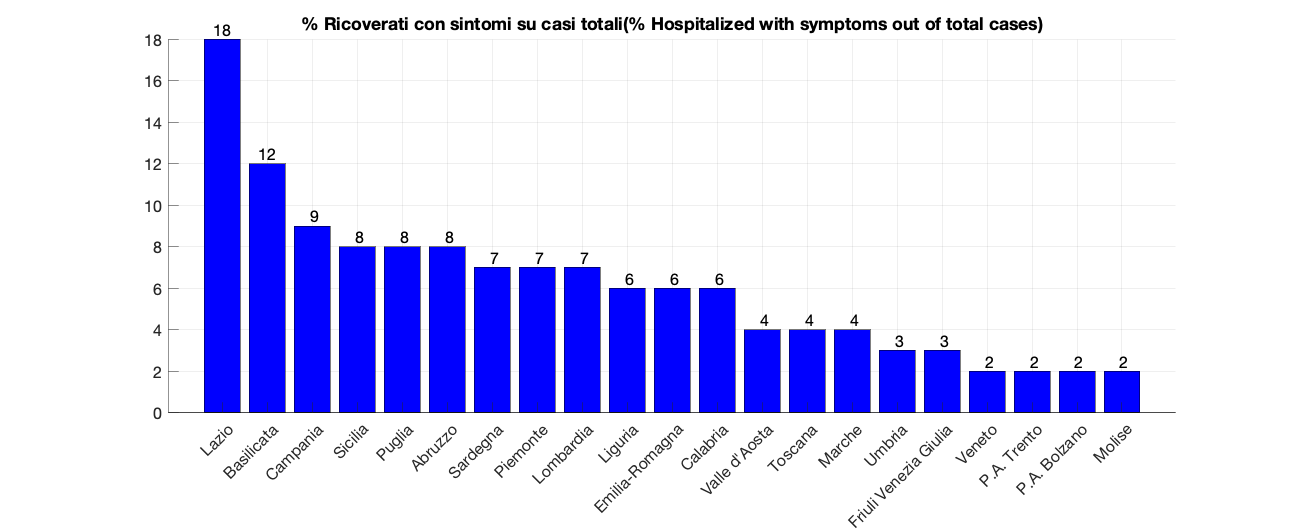 % Ricoverati con sintomi su casi totali(% Hospitalized with symptoms out of total cases)
18
16
14
12
10
8
6
4
2
0
18
12
9
8
8
8
7
7
7
6
6
6
4
4
4
3
3
2
2
2
2
Lazio
Basilicata
Campania
Sicilia
Puglia
Abruzzo
Sardegna
Piemonte
Lombardia
Liguria
Emilia-Romagna
Calabria
Valle d'Aosta
Toscana
Marche
Umbria
Friuli Venezia Giulia
Veneto
P.A. Trento
P.A. Bolzano
Molise